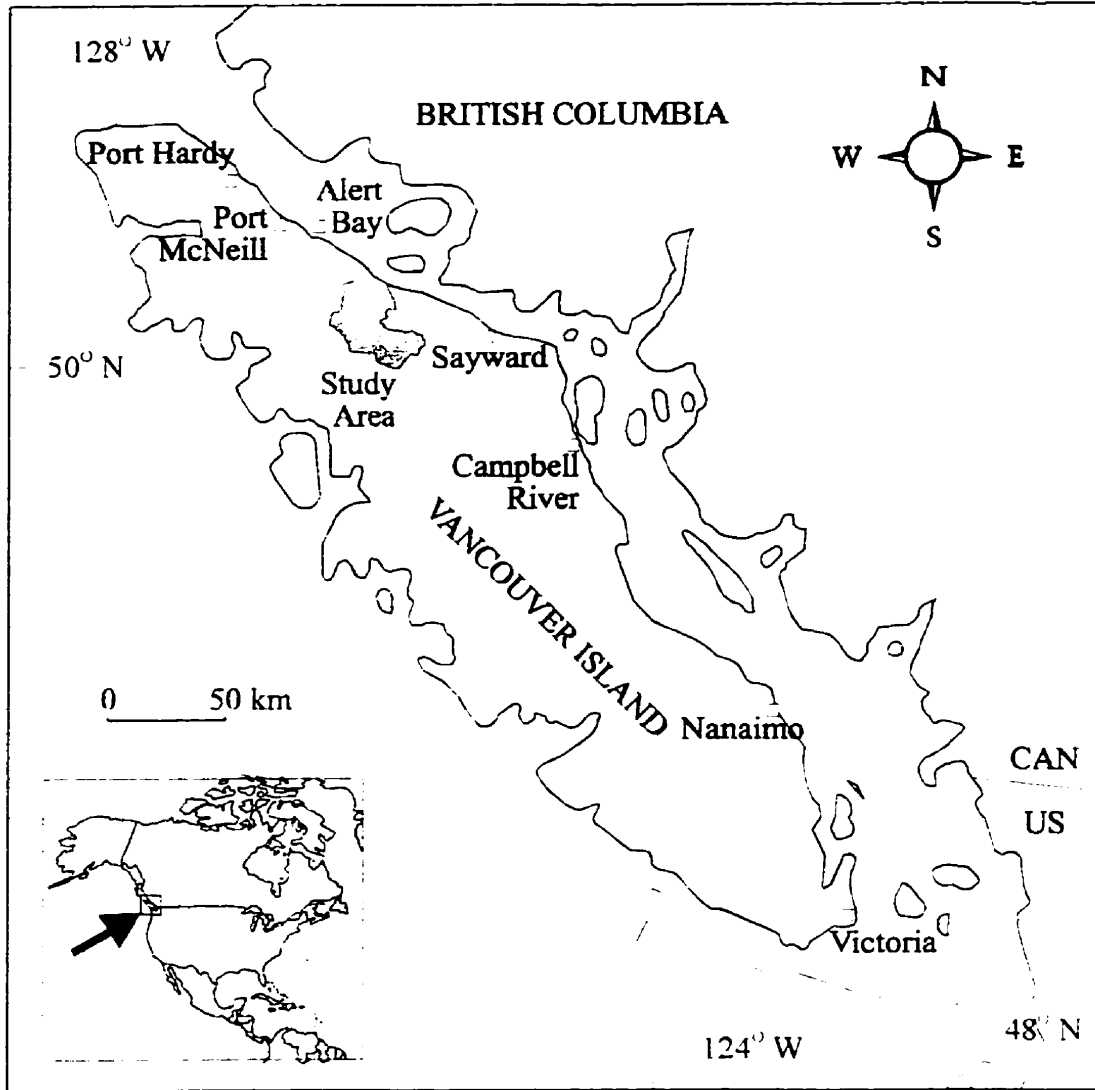 128° W
N
BRITISH COLUMBIA
W
E
Port Hardy
Alert
Bay
Port
McNeill
S
50° N
Sayward
Study
Area
Campbell
River
VANCOUVER ISLAND
0 50 km
Nanaimo
CAN
US
Victoria
124° W
48° N